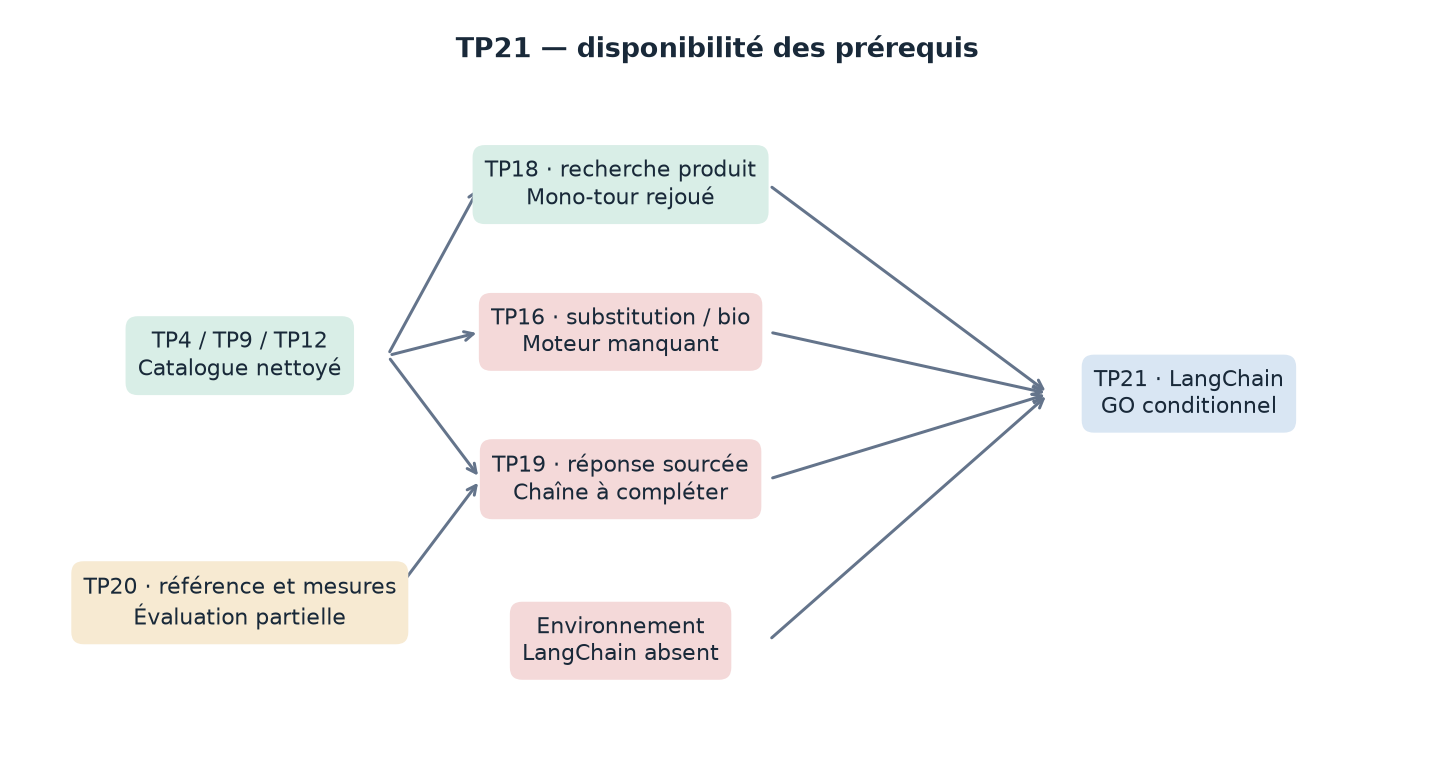 TP21 — disponibilité des prérequis
TP18 · recherche produit
Mono-tour rejoué
TP16 · substitution / bio
Moteur manquant
TP4 / TP9 / TP12
Catalogue nettoyé
TP21 · LangChain
GO conditionnel
TP19 · réponse sourcée
Chaîne à compléter
TP20 · référence et mesures
Évaluation partielle
Environnement
LangChain absent